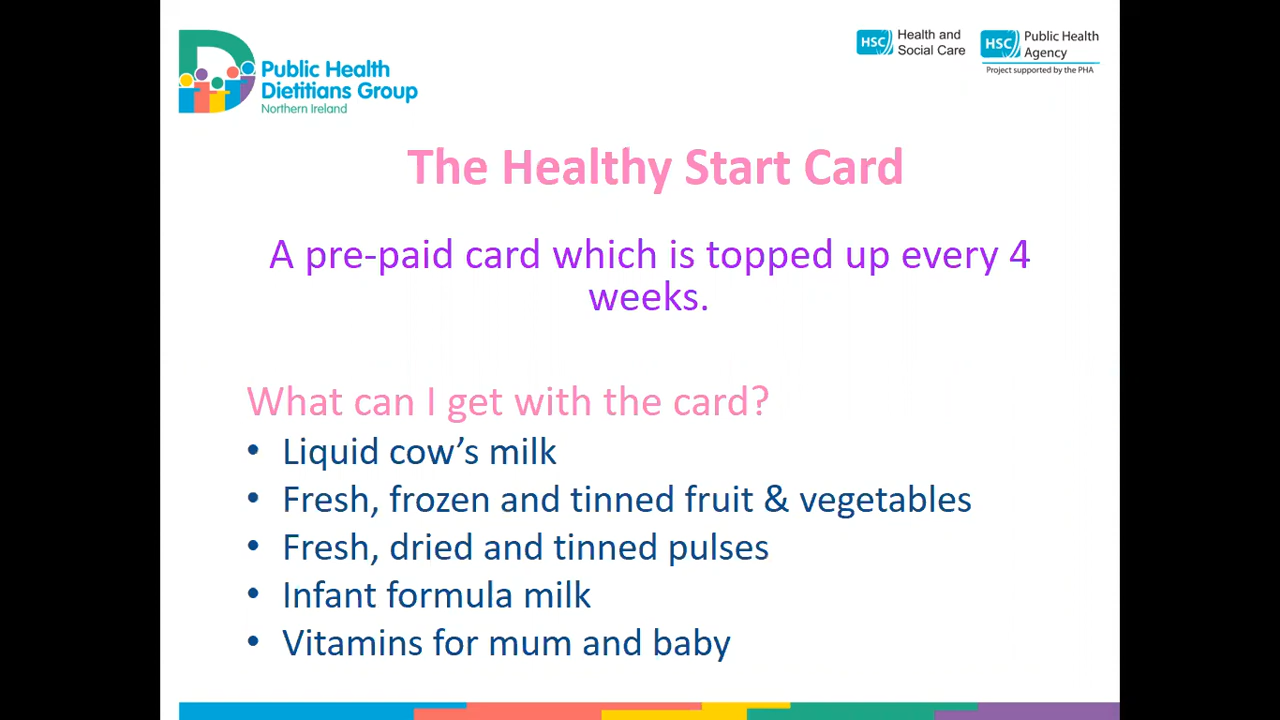 Public Health
Dietitians Group
Northern Ireland
HSC Health and
Social Care
HSC Public Health
Agency
Project supported by the PHA
The Healthy Start Card
A pre-paid card which is topped up every 4
weeks.
What can I get with the card?
• Liquid cow’s milk
• Fresh, frozen and tinned fruit & vegetables
• Fresh, dried and tinned pulses
• Infant formula milk
• Vitamins for mum and baby